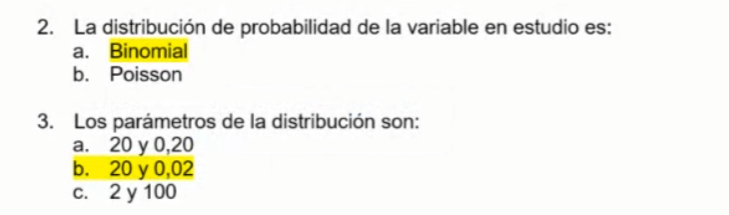 2. La distribución de probabilidad de la variable en estudio es:
a. Binomial
b. Poisson
3. Los parámetros de la distribución son:
a. 20 y 0,20
b. 20 y 0,02
c. 2 y 100